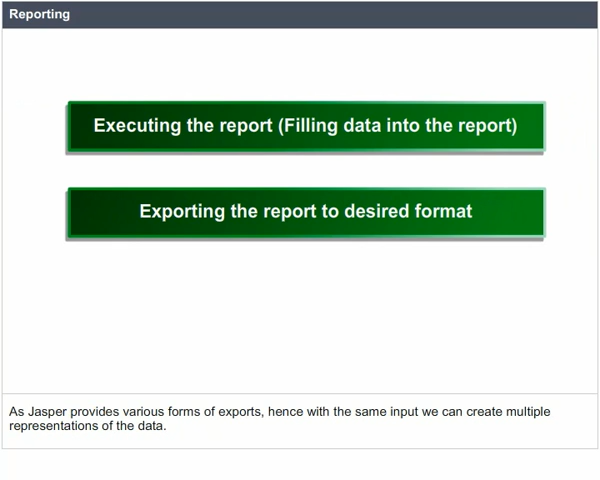 Reporting
Executing the report (Filling data into the report)
Exporting the report to desired format
As Jasper provides various forms of exports, hence with the same input we can create multiple
representations of the data.